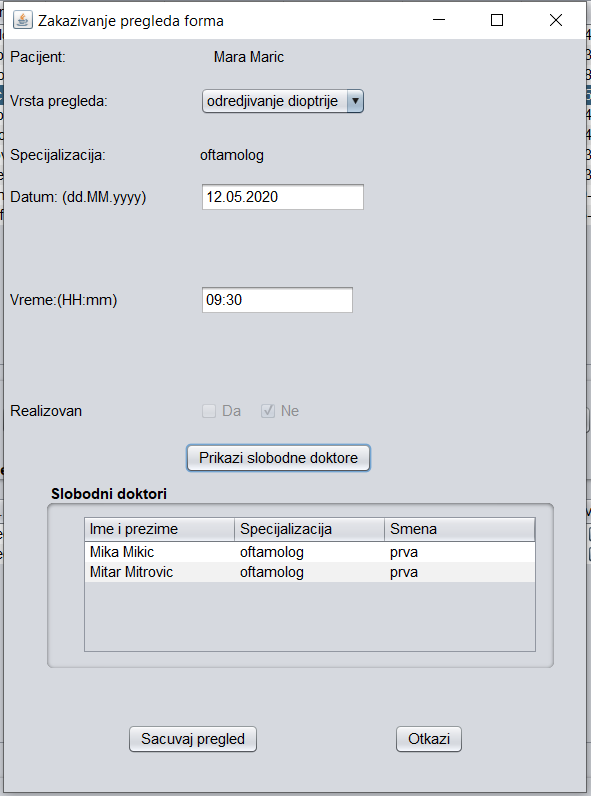 Zakazivanje pregleda forma
Pacijent: Mara Maric
Vrsta pregleda: odredjivanje dioptrije
Specijalizacija: oftamolog
Datum: (dd.MM.yyyy) 12.05.2020
Vreme:(HH:mm) 09:30
Realizovan Da Ne
Prikazi slobodne doktore
Slobodni doktori
Ime i prezime Specijalizacija Smena
Mika Mikic oftamolog prva
Mitar Mitrovic oftamolog prva
Sacuvaj pregled Otkazi